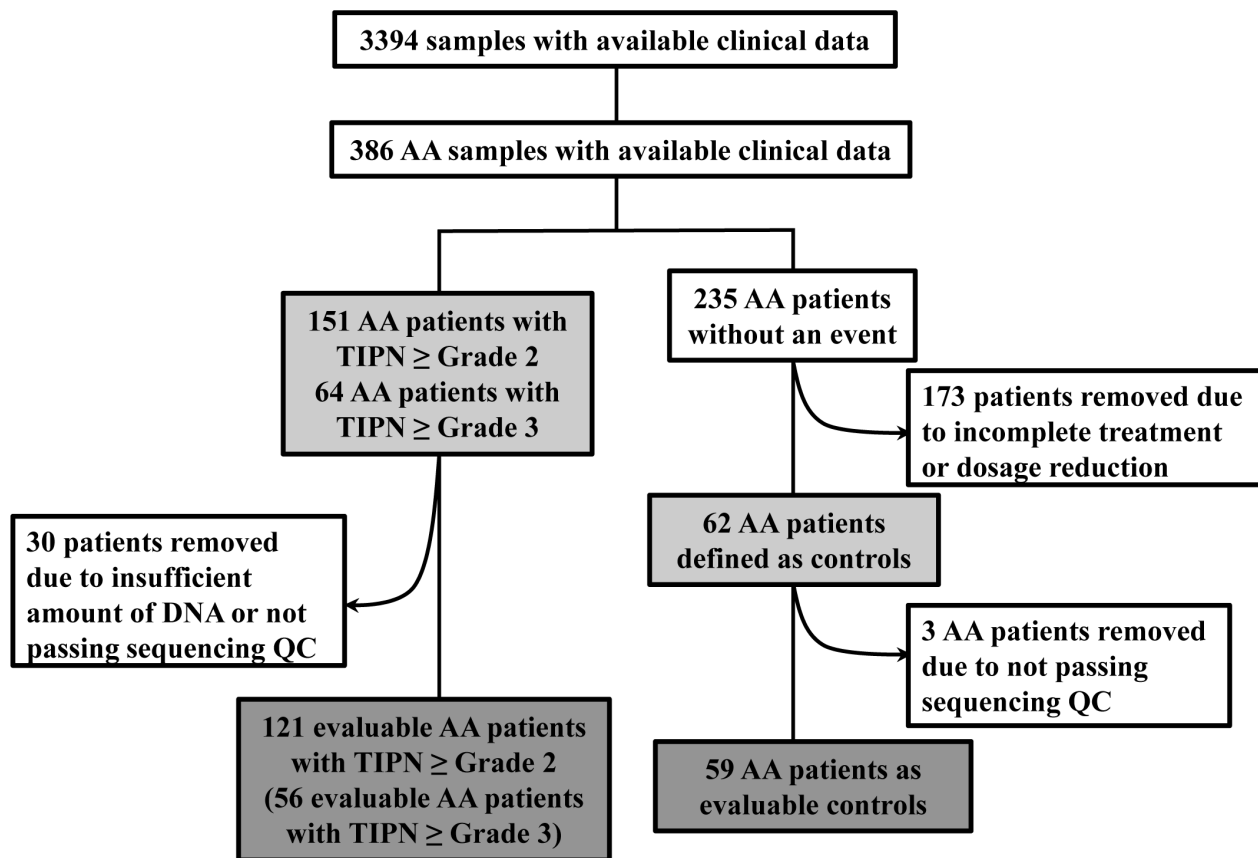 3394 samples with available clinical data
386 AA samples with available clinical data
151 AA patients with
TIPN ≥ Grade 2
64 AA patients with
TIPN ≥ Grade 3
235 AA patients
without an event
173 patients removed due
to incomplete treatment
or dosage reduction
30 patients removed
due to insufficient
amount of DNA or not
passing sequencing QC
62 AA patients
defined as controls
3 AA patients removed
due to not passing
sequencing QC
121 evaluable AA patients
with TIPN ≥ Grade 2
(56 evaluable AA patients
with TIPN ≥ Grade 3)
59 AA patients as
evaluable controls